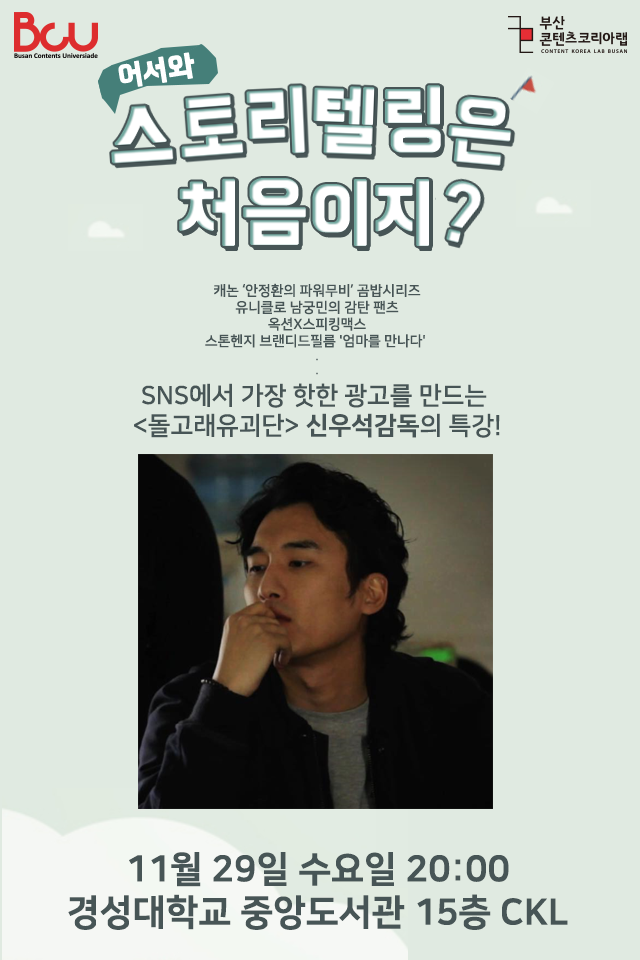 BCU
Busan Contents Universiade
부산
콘텐츠코리아랩
CONTENT KOREA LAB BUSAN
어서와
스토리텔링은
처음이지?
캐논 ‘안정환의 파워무비’ 곰밥시리즈
유니클로 남궁민의 감탄 팬츠
옥션X스피킹맥스
스톤헨지 브랜디드필름 '엄마를 만나다'
.
.
SNS에서 가장 핫한 광고를 만드는
<돌고래유괴단> 신우석감독의 특강!
11월 29일 수요일 20:00
경성대학교 중앙도서관 15층 CKL